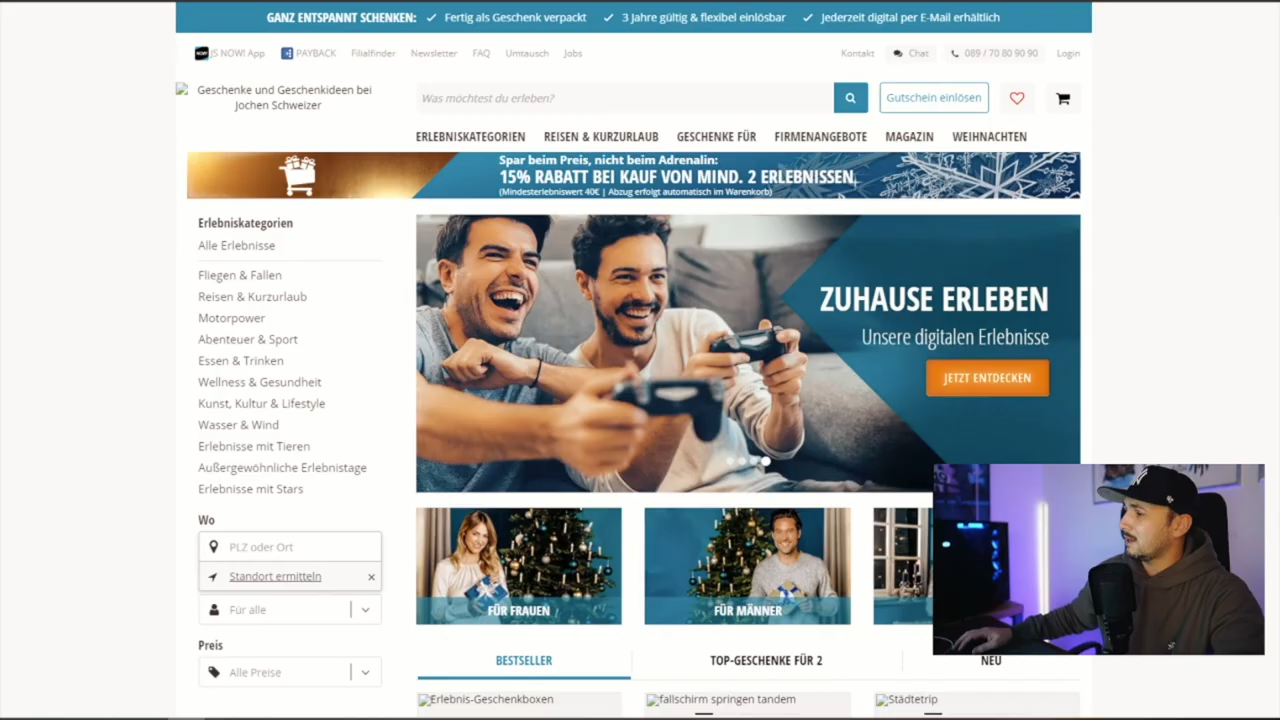 GANZ ENTSPANNT SCHENKEN: Fertig als Geschenk verpackt 3 Jahre gültig & flexibel einlösbar Jederzeit digital per E-Mail erhältlich
NOW! JS NOW! App PAYBACK Filialfinder Newsletter FAQ Umtausch Jobs Kontakt Chat 089 / 70 80 90 90 Login
Geschenke und Geschenkideen bei
Jochen Schweizer
Was möchtest du erleben?
Gutschein einlösen
ERLEBNISKATEGORIEN REISEN & KURZURLAUB GESCHENKE FÜR FIRMENANGEBOTE MAGAZIN WEIHNACHTEN
Spar beim Preis, nicht beim Adrenalin:
15% RABATT BEI KAUF VON MIND. 2 ERLEBNISSEN
(Mindesterlebniswert 40€ | Abzug erfolgt automatisch im Warenkorb)
Erlebniskategorien
Alle Erlebnisse
Fliegen & Fallen
Reisen & Kurzurlaub
Motorpower
Abenteuer & Sport
Essen & Trinken
Wellness & Gesundheit
Kunst, Kultur & Lifestyle
Wasser & Wind
Erlebnisse mit Tieren
Außergewöhnliche Erlebnistage
Erlebnisse mit Stars
Wo
PLZ oder Ort
Standort ermitteln ×
Für alle
Preis
Alle Preise
ZUHAUSE ERLEBEN
Unsere digitalen Erlebnisse
JETZT ENTDECKEN
FÜR FRAUEN
FÜR MÄNNER
BESTSELLER TOP-GESCHENKE FÜR 2 NEU
Erlebnis-Geschenkboxen fallschirm springen tandem Städtetrip